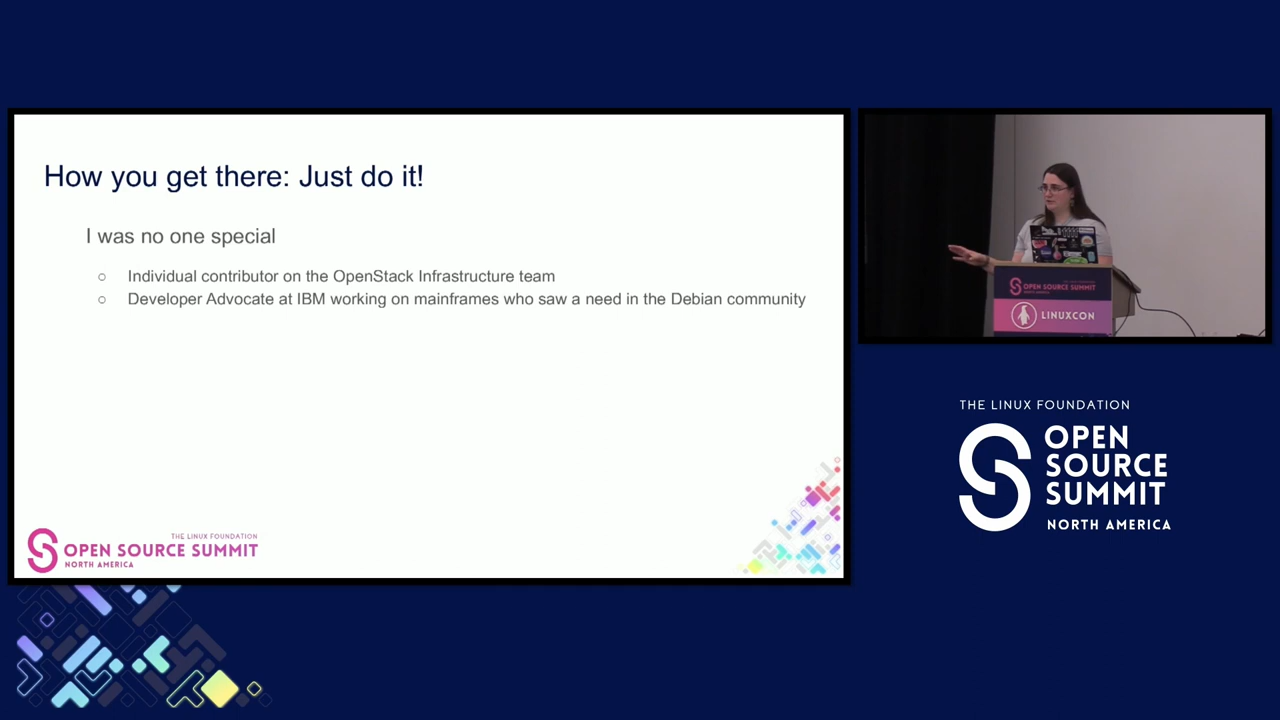 How you get there: Just do it!
I was no one special
○ Individual contributor on the OpenStack Infrastructure team
○ Developer Advocate at IBM working on mainframes who saw a need in the Debian community
THE LINUX FOUNDATION
OPEN SOURCE SUMMIT
NORTH AMERICA
OPEN SOURCE SUMMIT
LINUXCON
THE LINUX FOUNDATION
OPEN
SOURCE
SUMMIT
NORTH AMERICA